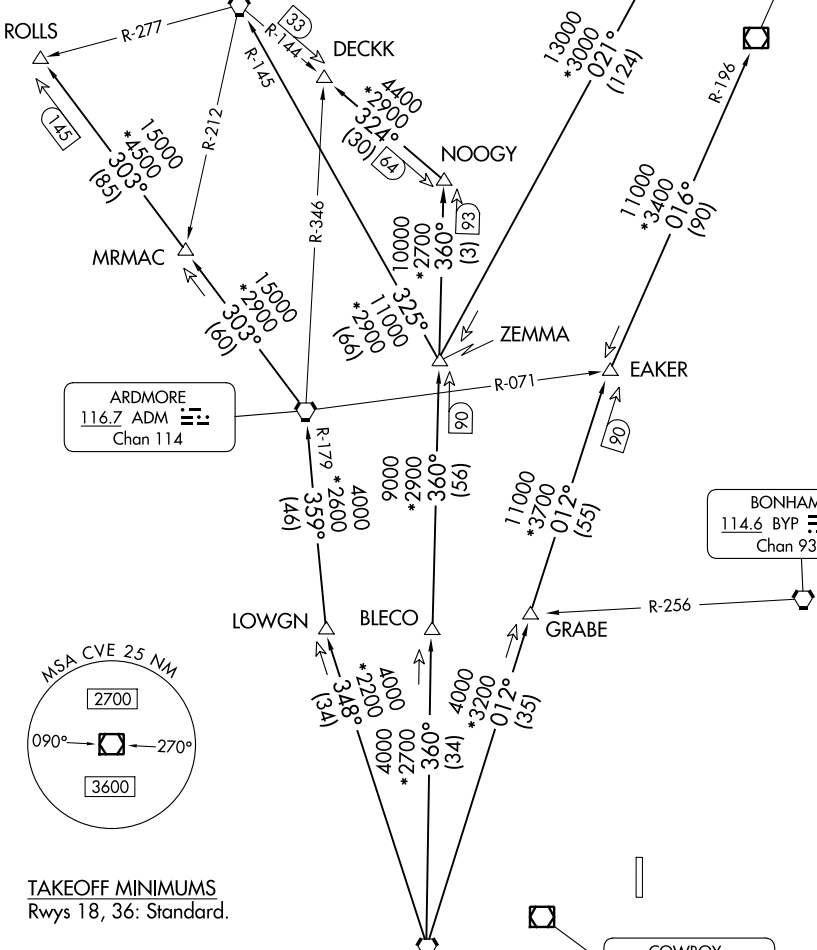 ROLLS
R-277
33
R-144
DECKK
R-145
13000
*3000
021°
(124)
R-196
145
R-212
15000
*4500
303°
(85)
4400
*2900
324°
(30)
64
NOOGY
93
11000
*3400
016°
(90)
MRMAC
R-346
10000
*2700
360°
(3)
15000
*2900
303°
(60)
325°
11000
*2900
(66)
ZEMMA
EAKER
R-071
ARDMORE
116.7 ADM
Chan 114
90
90
R-179
4000
*2600
359°
(46)
9000
*2900
360°
(56)
11000
*3700
012°
(55)
BONHAM
114.6 BYP
Chan 93
R-256
LOWGN
BLECO
GRABE
MSA CVE 25 NM
2700
090°
270°
3600
4000
*2200
348°
(34)
4000
*2700
360°
(34)
4000
*3200
012°
(35)
TAKEOFF MINIMUMS
Rwys 18, 36: Standard.
COWBOY